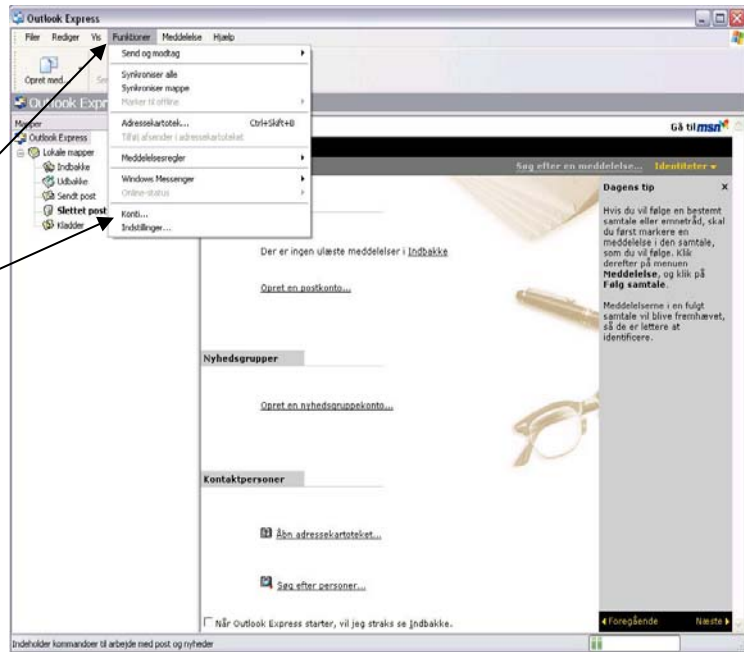 Outlook Express
Filer Rediger Vis Funktioner Meddelelse Hjælp
Opret med...
Send og modtag
Synkroniser alle
Synkroniser mappe
Marker til offline
Adressekartotek... Ctrl+Skift+B
Tilføj afsender i adressekartoteket
Meddelelsesregler
Windows Messenger
Online-status
Konti...
Indstillinger...
Outlook Expr
Mapper
Outlook Express
Lokale mapper
Indbakke
Udbakke
Sendt post
Slettet post
Kladder
Gå til msn
Søg efter en meddelelse... Identiteter
Der er ingen ulæste meddelelser i Indbakke
Opret en postkonto...
Nyhedsgrupper
Opret en nyhedsgruppekonto...
Kontaktpersoner
Åbn adressekartoteket...
Søg efter personer...
Når Outlook Express starter, vil jeg straks se Indbakke.
Dagens tip X
Hvis du vil følge en bestemt
samtale eller emnetråd, skal
du først markere en
meddelelse i den samtale,
som du vil følge. Klik
derefter på menuen
Meddelelse, og klik på
Følg samtale.
Meddelelserne i en fulgt
samtale vil blive fremhævet,
så de er lettere at
identificere.
Foregående Næste
Indeholder kommandoer til arbejde med post og nyheder